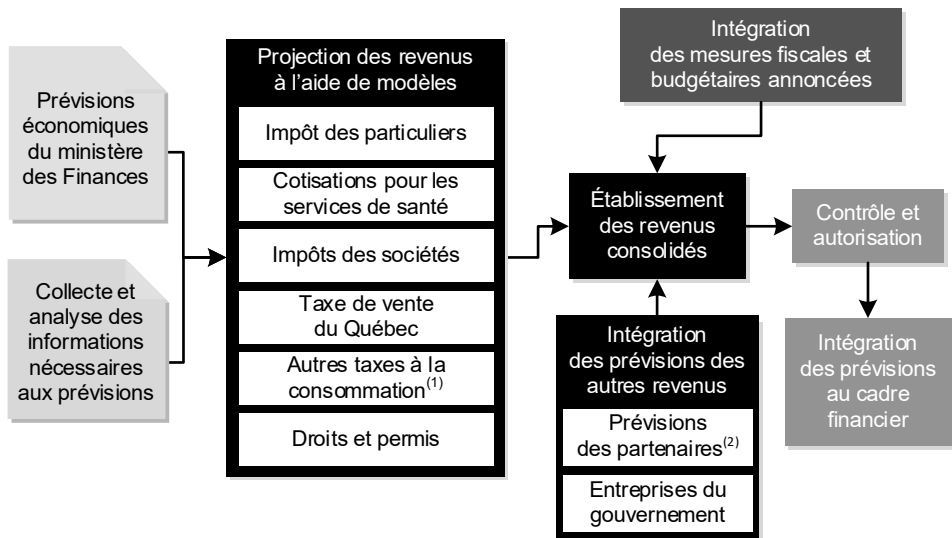 Prévisions
économiques
du ministère
des Finances
Collecte et
analyse des
informations
nécessaires
aux prévisions
Projection des revenus
à l'aide de modèles
Impôt des particuliers
Cotisations pour les
services de santé
Impôts des sociétés
Taxe de vente
du Québec
Autres taxes à la
consommation(1)
Droits et permis
Intégration
des mesures fiscales et
budgétaires annoncées
Établissement
des revenus
consolidés
Intégration
des prévisions des
autres revenus
Prévisions
des partenaires(2)
Entreprises du
gouvernement
Contrôle et
autorisation
Intégration
des prévisions
au cadre
financier